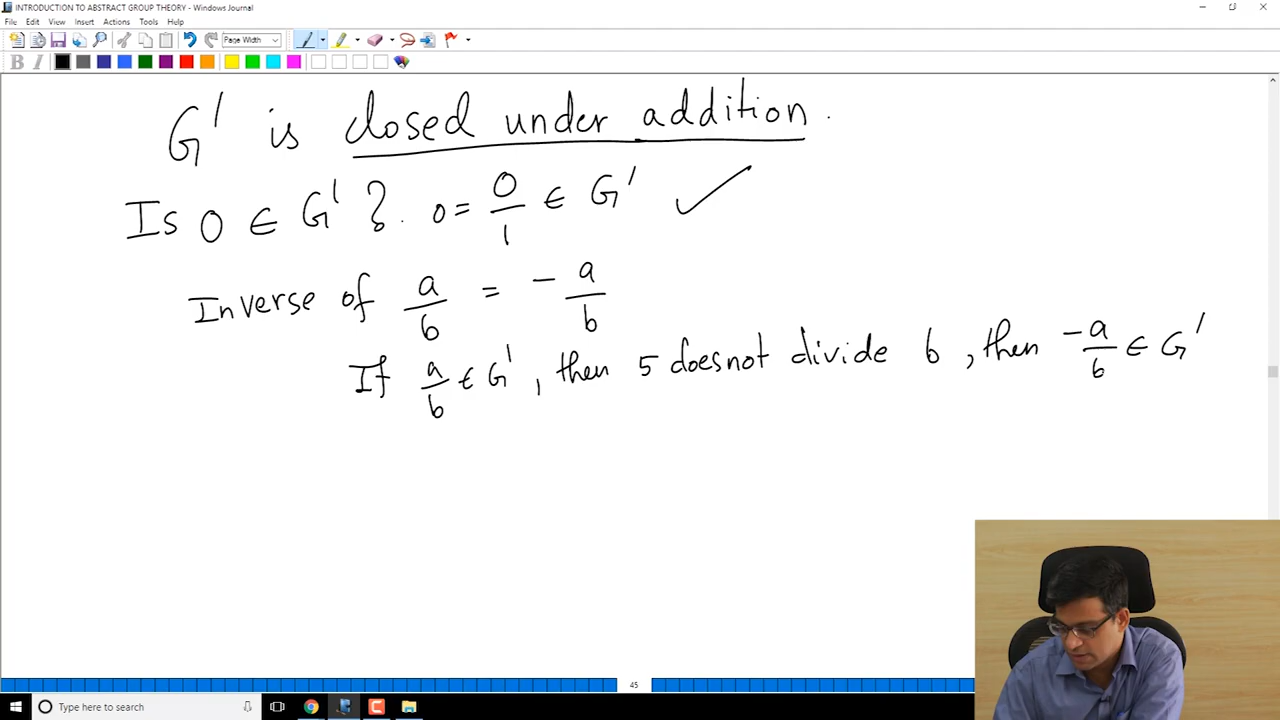 INTRODUCTION TO ABSTRACT GROUP THEORY - Windows Journal
File Edit View Insert Actions Tools Help
Page Width
B I
G' is closed under addition.
Is 0 ∈ G'?. 0 = 0/1 ∈ G' ✓
Inverse of a/b = - a/b
If a/b ∈ G', then 5 does not divide b, then -a/b ∈ G'
45
Type here to search